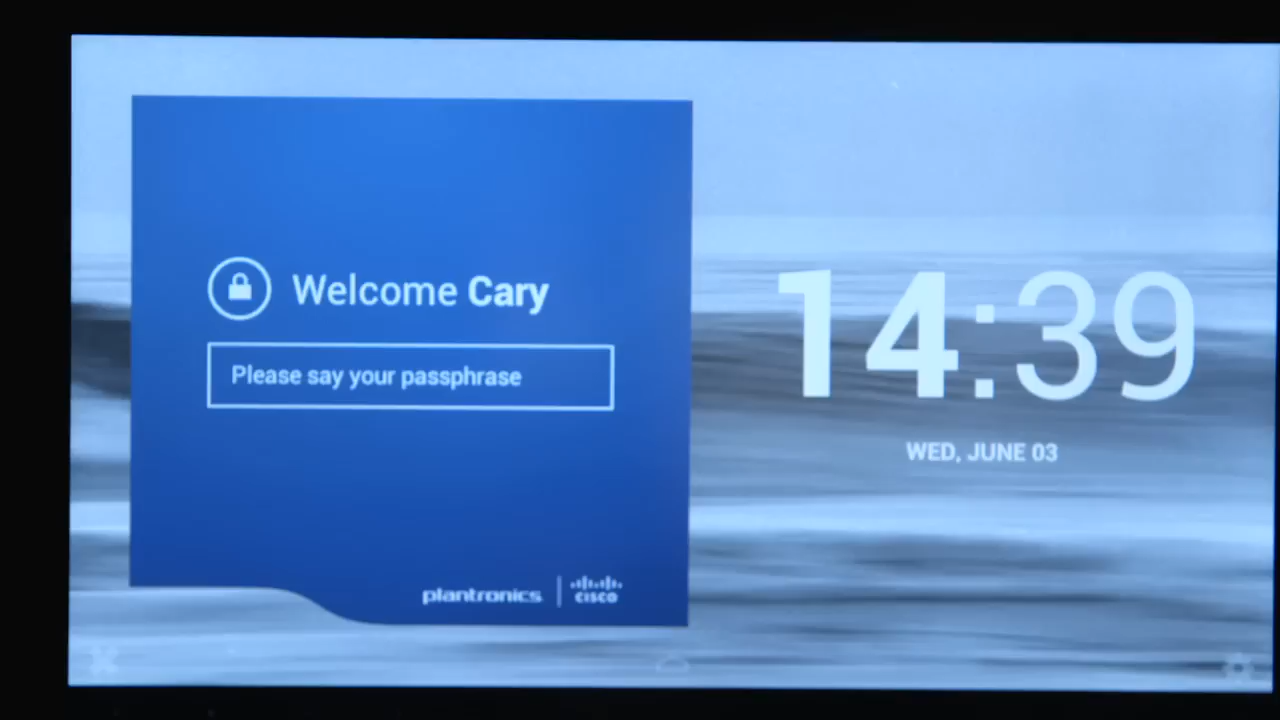 Welcome Cary
Please say your passphrase
plantronics | CISCO
14:39
WED, JUNE 03